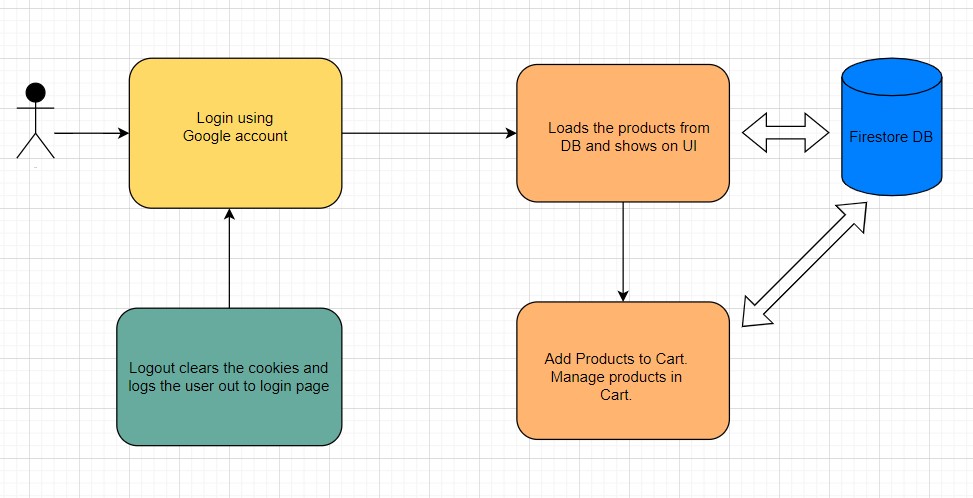 Login using
Google account
Loads the products from
DB and shows on UI
Firestore DB
Logout clears the cookies and
logs the user out to login page
Add Products to Cart.
Manage products in
Cart.